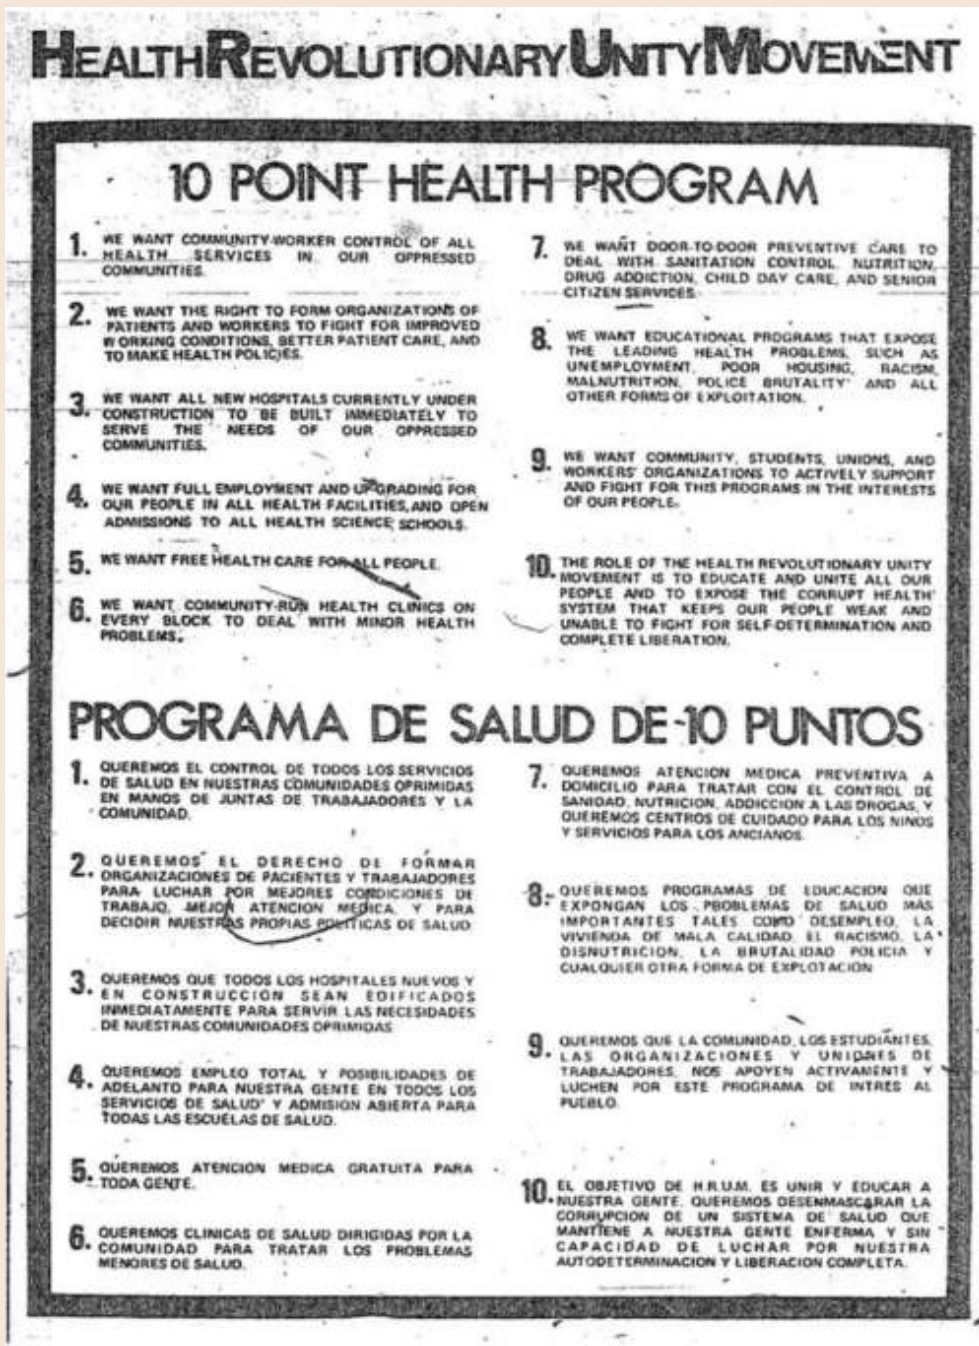 HEALTH REVOLUTIONARY UNITY MOVEMENT
10 POINT HEALTH PROGRAM
1. WE WANT COMMUNITY-WORKER CONTROL OF ALL
HEALTH SERVICES IN OUR OPPRESSED
COMMUNITIES.
2. WE WANT THE RIGHT TO FORM ORGANIZATIONS OF
PATIENTS AND WORKERS TO FIGHT FOR IMPROVED
WORKING CONDITIONS, BETTER PATIENT CARE, AND
TO MAKE HEALTH POLICIES.
3. WE WANT ALL NEW HOSPITALS CURRENTLY UNDER
CONSTRUCTION TO BE BUILT IMMEDIATELY TO
SERVE THE NEEDS OF OUR OPPRESSED
COMMUNITIES.
4. WE WANT FULL EMPLOYMENT AND UPGRADING FOR
OUR PEOPLE IN ALL HEALTH FACILITIES, AND OPEN
ADMISSIONS TO ALL HEALTH SCIENCE SCHOOLS.
5. WE WANT FREE HEALTH CARE FOR ALL PEOPLE.
6. WE WANT COMMUNITY-RUN HEALTH CLINICS ON
EVERY BLOCK TO DEAL WITH MINOR HEALTH
PROBLEMS.
7. WE WANT DOOR-TO-DOOR PREVENTIVE CARE TO
DEAL WITH SANITATION CONTROL, NUTRITION,
DRUG ADDICTION, CHILD DAY CARE, AND SENIOR
CITIZEN SERVICES.
8. WE WANT EDUCATIONAL PROGRAMS THAT EXPOSE
THE LEADING HEALTH PROBLEMS, SUCH AS
UNEMPLOYMENT, POOR HOUSING, RACISM,
MALNUTRITION, POLICE BRUTALITY AND ALL
OTHER FORMS OF EXPLOITATION.
9. WE WANT COMMUNITY, STUDENTS, UNIONS, AND
WORKERS' ORGANIZATIONS TO ACTIVELY SUPPORT
AND FIGHT FOR THIS PROGRAMS IN THE INTERESTS
OF OUR PEOPLE.
10. THE ROLE OF THE HEALTH REVOLUTIONARY UNITY
MOVEMENT IS TO EDUCATE AND UNITE ALL OUR
PEOPLE AND TO EXPOSE THE CORRUPT HEALTH
SYSTEM THAT KEEPS OUR PEOPLE WEAK AND
UNABLE TO FIGHT FOR SELF-DETERMINATION AND
COMPLETE LIBERATION.
PROGRAMA DE SALUD DE 10 PUNTOS
1. QUEREMOS EL CONTROL DE TODOS LOS SERVICIOS
DE SALUD EN NUESTRAS COMUNIDADES OPRIMIDAS
EN MANOS DE JUNTAS DE TRABAJADORES Y LA
COMUNIDAD.
2. QUEREMOS EL DERECHO DE FORMAR
ORGANIZACIONES DE PACIENTES Y TRABAJADORES
PARA LUCHAR POR MEJORES CONDICIONES DE
TRABAJO, MEJOR ATENCION MEDICA, Y PARA
DECIDIR NUESTRAS PROPIAS POLITICAS DE SALUD.
3. QUEREMOS QUE TODOS LOS HOSPITALES NUEVOS Y
EN CONSTRUCCION SEAN EDIFICADOS
INMEDIATAMENTE PARA SERVIR LAS NECESIDADES
DE NUESTRAS COMUNIDADES OPRIMIDAS
4. QUEREMOS EMPLEO TOTAL Y POSIBILIDADES DE
ADELANTO PARA NUESTRA GENTE EN TODOS LOS
SERVICIOS DE SALUD Y ADMISION ABIERTA PARA
TODAS LAS ESCUELAS DE SALUD.
5. QUEREMOS ATENCION MEDICA GRATUITA PARA
TODA GENTE.
6. QUEREMOS CLINICAS DE SALUD DIRIGIDAS POR LA
COMUNIDAD PARA TRATAR LOS PROBLEMAS
MENORES DE SALUD.
7. QUEREMOS ATENCION MEDICA PREVENTIVA A
DOMICILIO PARA TRATAR CON EL CONTROL DE
SANIDAD, NUTRICION, ADDICCION A LAS DROGAS, Y
QUEREMOS CENTROS DE CUIDADO PARA LOS NINOS
Y SERVICIOS PARA LOS ANCIANOS.
8. QUEREMOS PROGRAMAS DE EDUCACION QUE
EXPONGAN LOS PROBLEMAS DE SALUD MAS
IMPORTANTES TALES COMO DESEMPLEO, LA
VIVIENDA DE MALA CALIDAD, EL RACISMO, LA
DISNUTRICION, LA BRUTALIDAD POLICIA Y
CUALQUIER OTRA FORMA DE EXPLOTACION
9. QUEREMOS QUE LA COMUNIDAD, LOS ESTUDIANTES,
LAS ORGANIZACIONES Y UNIONES DE
TRABAJADORES, NOS APOYEN ACTIVAMENTE Y
LUCHEN POR ESTE PROGRAMA DE INTRES AL
PUEBLO.
10. EL OBJETIVO DE H.R.U.M. ES UNIR Y EDUCAR A
NUESTRA GENTE. QUEREMOS DESENMASCARAR LA
CORRUPCION DE UN SISTEMA DE SALUD QUE
MANTIENE A NUESTRA GENTE ENFERMA Y SIN
CAPACIDAD DE LUCHAR POR NUESTRA
AUTODETERMINACION Y LIBERACION COMPLETA.